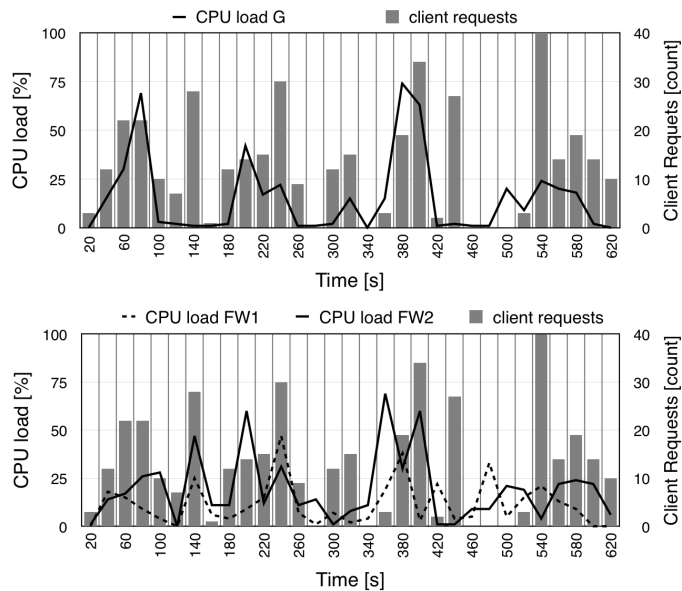 CPU load G client requests
100 40
75 30
50 20
25 10
0 0
CPU load [%]
Client Requets [count]
20 60 100 140 180 220 260 300 340 380 420 460 500 540 580 620
Time [s]
CPU load FW1 CPU load FW2 client requests
100 40
75 30
50 20
25 10
0 0
CPU load [%]
Client Requests [count]
20 60 100 140 180 220 260 300 340 380 420 460 500 540 580 620
Time [s]